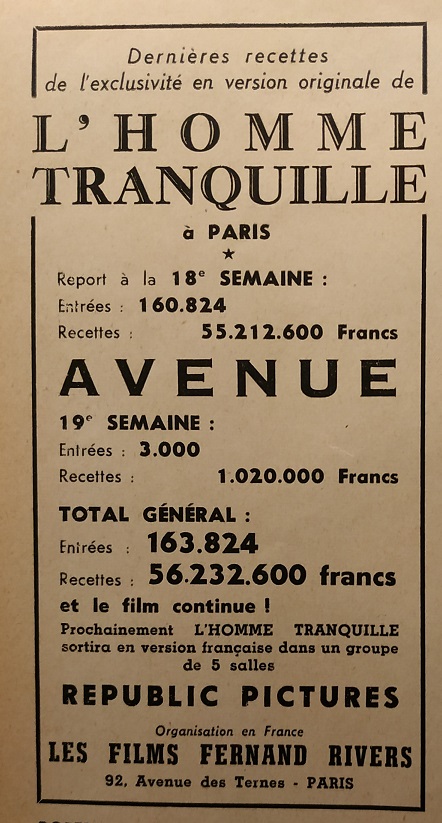 Dernières recettes
de l'exclusivité en version originale de
L'HOMME
TRANQUILLE
à PARIS
★
Report à la 18e SEMAINE :
Entrées : 160.824
Recettes : 55.212.600 Francs
AVENUE
19e SEMAINE :
Entrées : 3.000
Recettes : 1.020.000 Francs
TOTAL GÉNÉRAL :
Entrées : 163.824
Recettes : 56.232.600 francs
et le film continue !
Prochainement L'HOMME TRANQUILLE
sortira en version française dans un groupe
de 5 salles
REPUBLIC PICTURES
Organisation en France
LES FILMS FERNAND RIVERS
92, Avenue des Ternes - PARIS